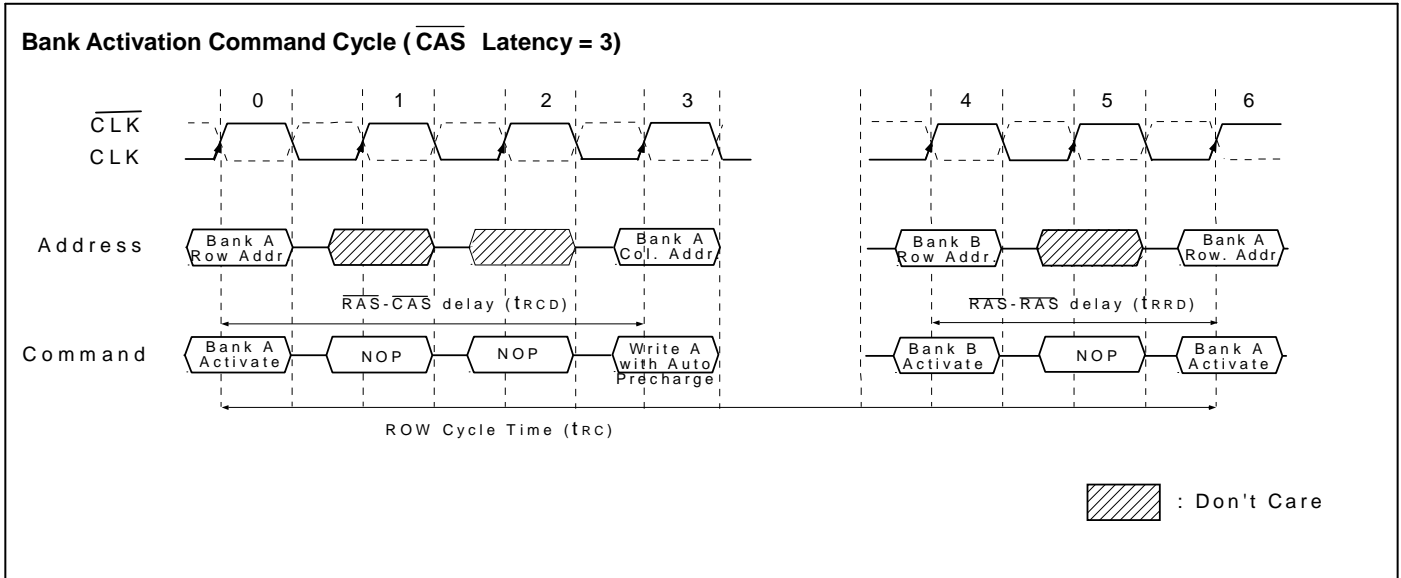 Bank Activation Command Cycle ( CAS Latency = 3)
0 1 2 3 4 5 6
CLK
CLK
Address
Bank A
Row Addr.
Bank A
Col. Addr.
Bank B
Row Addr.
Bank A
Row. Addr.
RAS-CAS delay (tRCD)
RAS-RAS delay (tRRD)
Command
Bank A
Activate
NOP
NOP
Write A
with Auto
Precharge
Bank B
Activate
NOP
Bank A
Activate
ROW Cycle Time (tRC)
: Don't Care